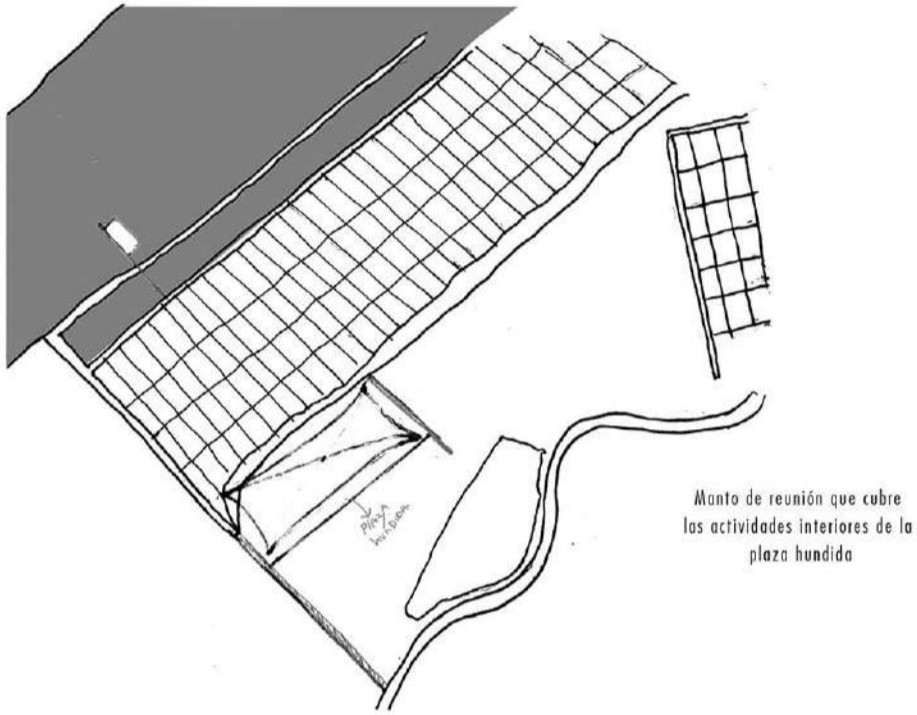 PLAZA
HUNDIDA
Manto de reunión que cubre
las actividades interiores de la
plaza hundida